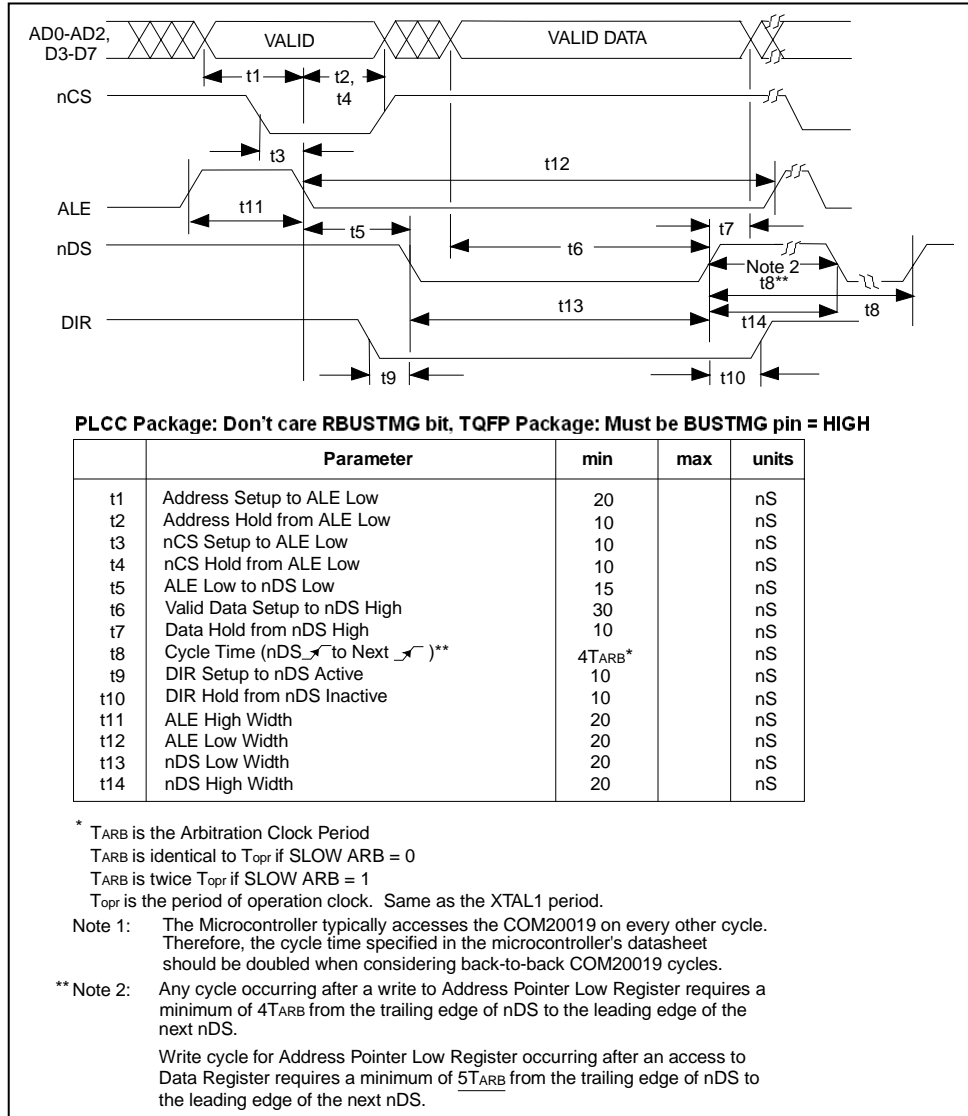 AD0-AD2,
D3-D7
VALID
VALID DATA
t1
t2,
t4
nCS
t3
t12
ALE
t11
t5
t7
nDS
t6
Note 2
t8**
t8
t13
t14
DIR
t9
t10
PLCC Package: Don't care RBUSTMG bit, TQFP Package: Must be BUSTMG pin = HIGH
Parameter min max units
t1 Address Setup to ALE Low 20 nS
t2 Address Hold from ALE Low 10 nS
t3 nCS Setup to ALE Low 10 nS
t4 nCS Hold from ALE Low 10 nS
t5 ALE Low to nDS Low 15 nS
t6 Valid Data Setup to nDS High 30 nS
t7 Data Hold from nDS High 10 nS
t8 Cycle Time (nDS to Next )** 4TARB* nS
t9 DIR Setup to nDS Active 10 nS
t10 DIR Hold from nDS Inactive 10 nS
t11 ALE High Width 20 nS
t12 ALE Low Width 20 nS
t13 nDS Low Width 20 nS
t14 nDS High Width 20 nS
* TARB is the Arbitration Clock Period
TARB is identical to Topr if SLOW ARB = 0
TARB is twice Topr if SLOW ARB = 1
Topr is the period of operation clock. Same as the XTAL1 period.
Note 1: The Microcontroller typically accesses the COM20019 on every other cycle.
Therefore, the cycle time specified in the microcontroller's datasheet
should be doubled when considering back-to-back COM20019 cycles.
** Note 2: Any cycle occurring after a write to Address Pointer Low Register requires a
minimum of 4TARB from the trailing edge of nDS to the leading edge of the
next nDS.
Write cycle for Address Pointer Low Register occurring after an access to
Data Register requires a minimum of 5TARB from the trailing edge of nDS to
the leading edge of the next nDS.